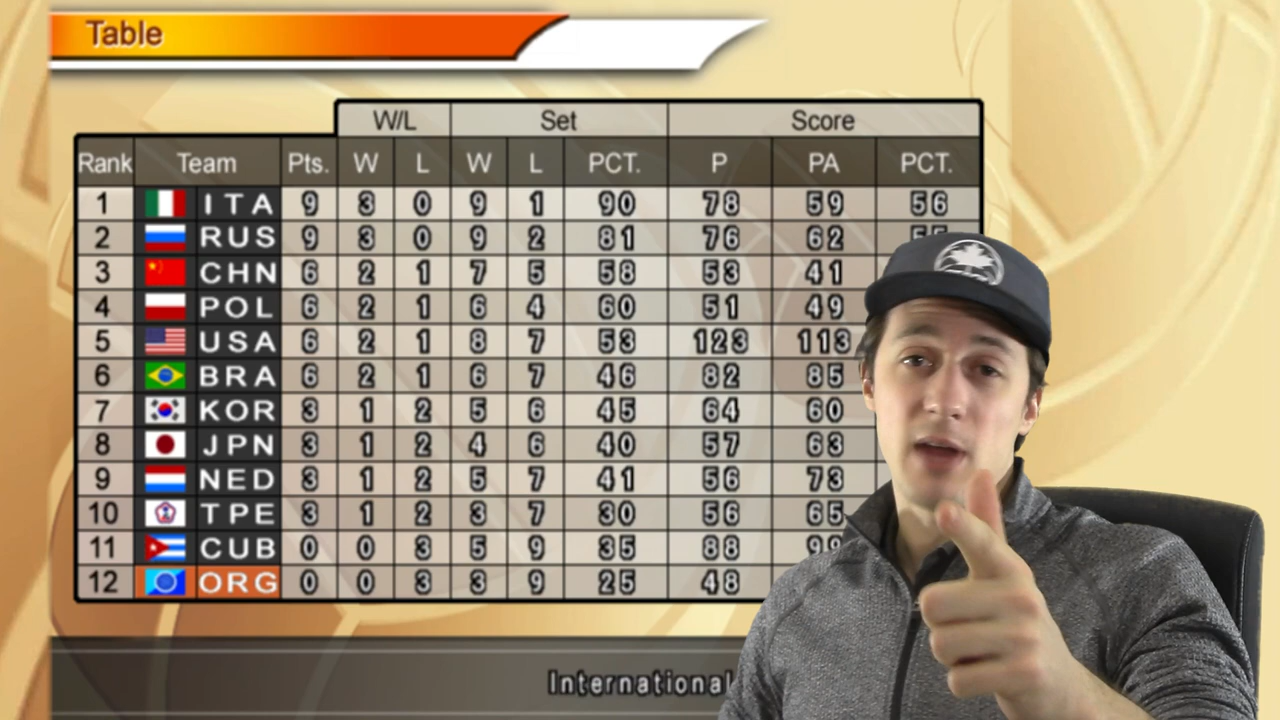 Table
W/L Set Score
Rank Team Pts. W L W L PCT. P PA PCT.
1 ITA 9 3 0 9 1 90 78 59 56
2 RUS 9 3 0 9 2 81 76 62
3 CHN 6 2 1 7 5 58 53 41
4 POL 6 2 1 6 4 60 51 49
5 USA 6 2 1 8 7 53 123 113
6 BRA 6 2 1 6 7 46 82 85
7 KOR 3 1 2 5 6 45 64 60
8 JPN 3 1 2 4 6 40 57 63
9 NED 3 1 2 5 7 41 56 73
10 TPE 3 1 2 3 7 30 56 65
11 CUB 0 0 3 5 9 35 88 99
12 ORG 0 0 3 3 9 25 48
International